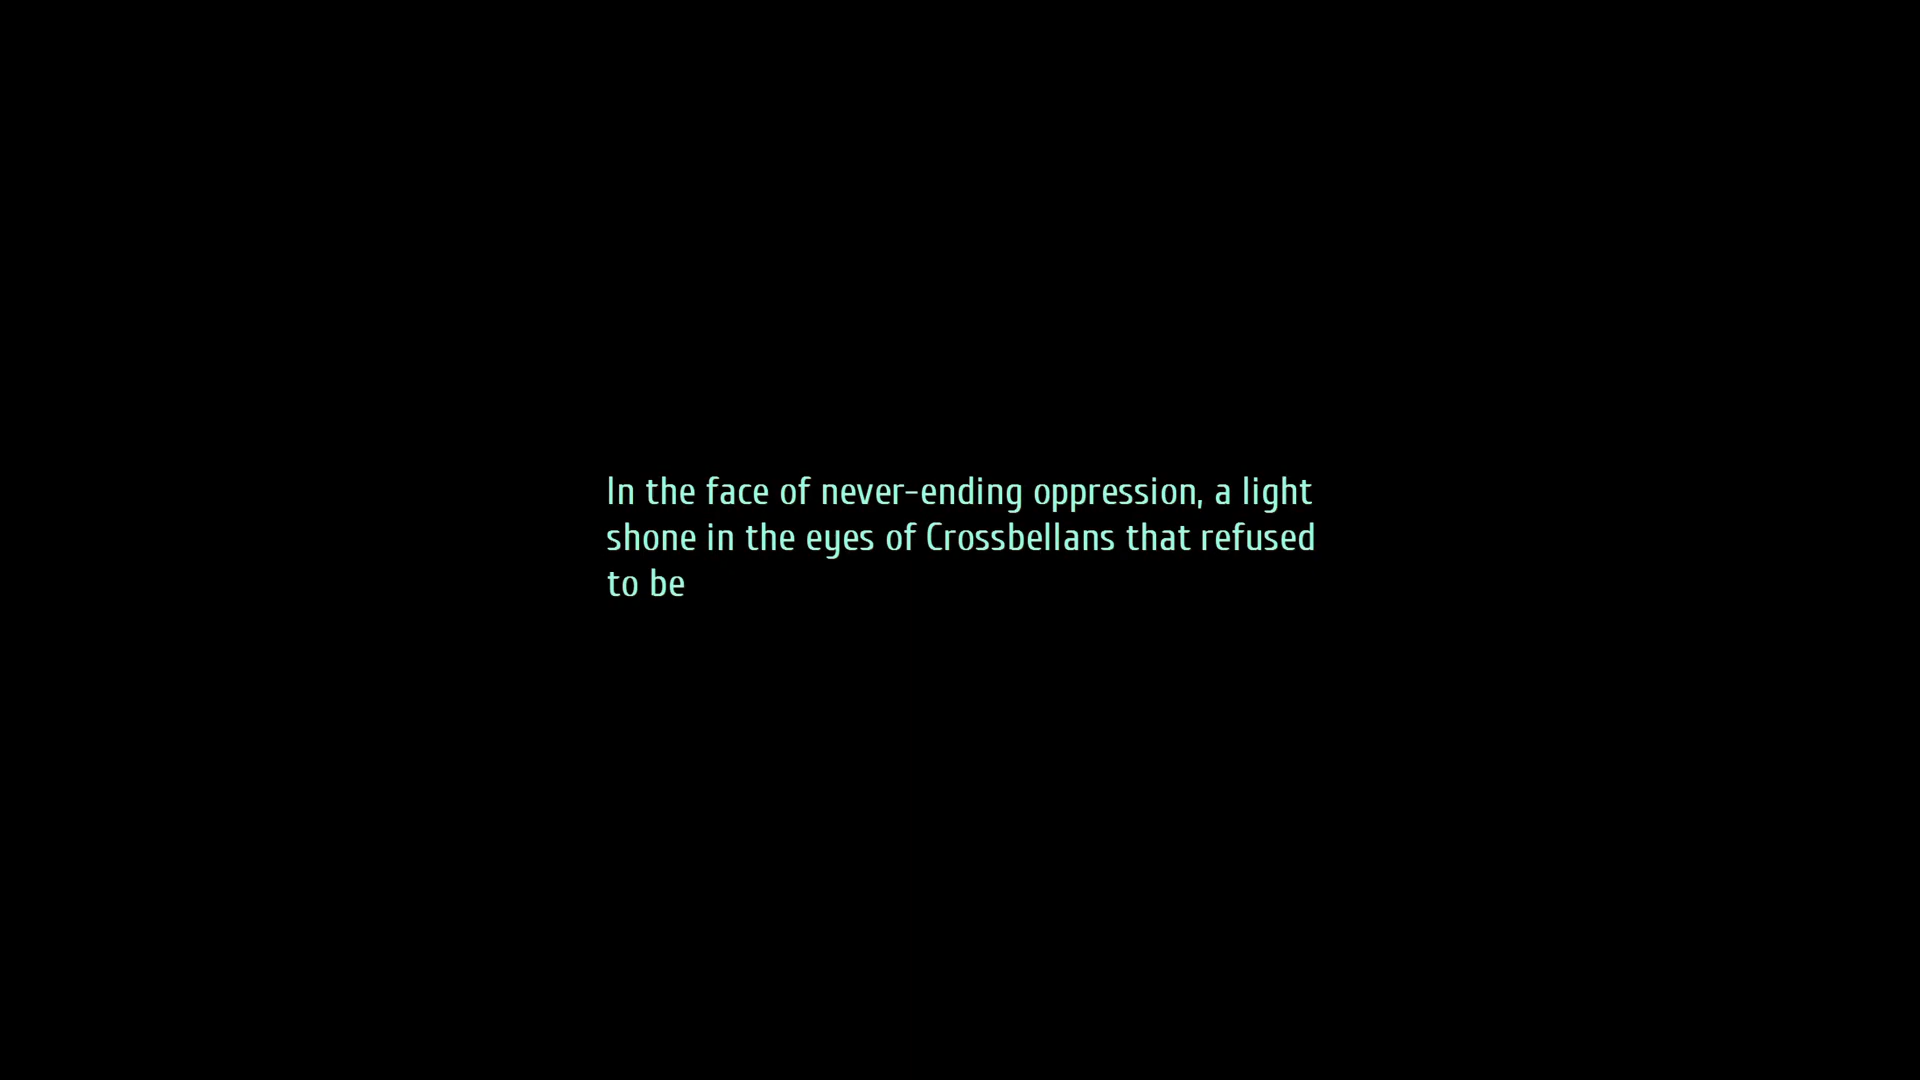 In the face of never-ending oppression, a light
shone in the eyes of Crossbellans that refused
to be